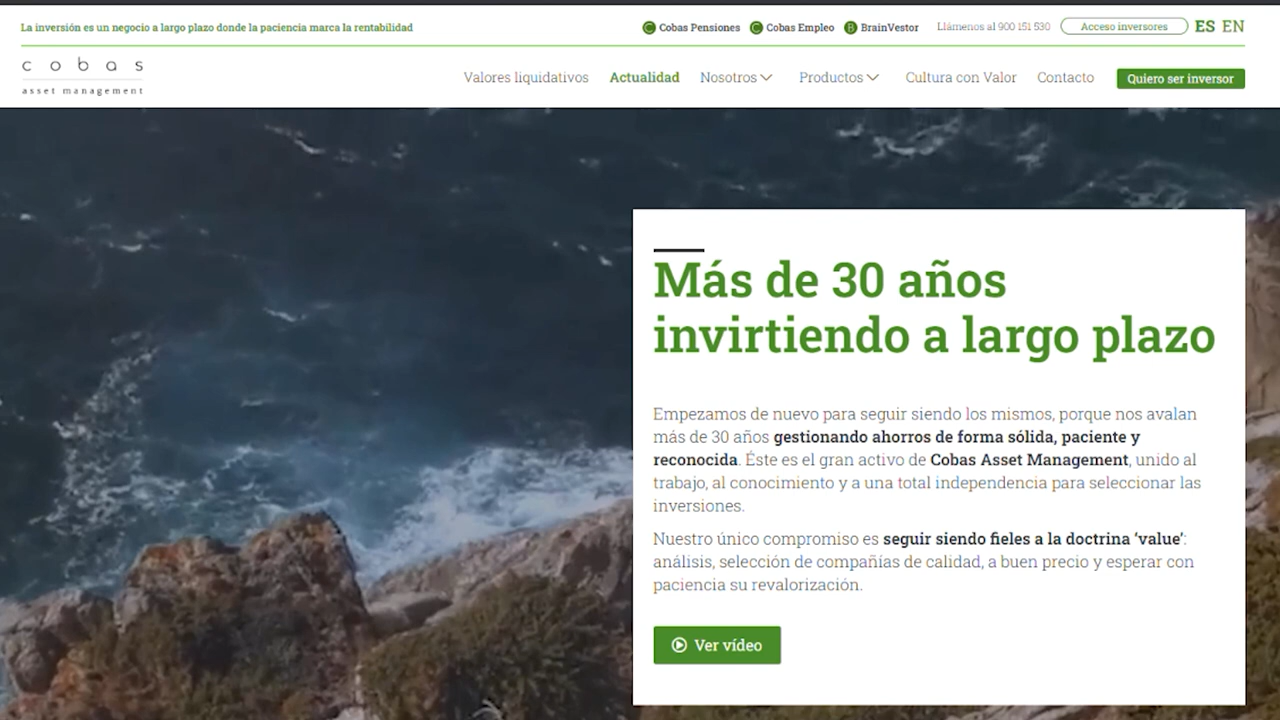 La inversión es un negocio a largo plazo donde la paciencia marca la rentabilidad
Cobas Pensiones Cobas Empleo BrainVestor Llámenos al 900 151 530 Acceso inversores ES EN
cobas
asset management
Valores liquidativos Actualidad Nosotros Productos Cultura con Valor Contacto Quiero ser inversor
Más de 30 años
invirtiendo a largo plazo
Empezamos de nuevo para seguir siendo los mismos, porque nos avalan
más de 30 años gestionando ahorros de forma sólida, paciente y
reconocida. Éste es el gran activo de Cobas Asset Management, unido al
trabajo, al conocimiento y a una total independencia para seleccionar las
inversiones.
Nuestro único compromiso es seguir siendo fieles a la doctrina ‘value’:
análisis, selección de compañías de calidad, a buen precio y esperar con
paciencia su revalorización.
Ver vídeo